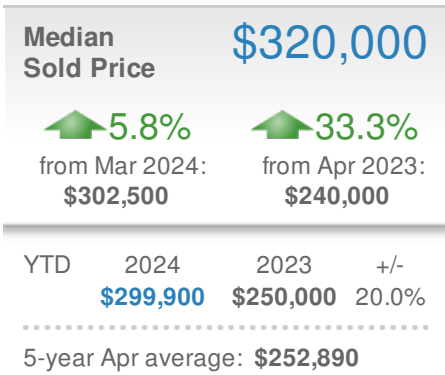 Median
Sold Price
$320,000
5.8%
33.3%
from Mar 2024:
from Apr 2023:
$302,500
$240,000
YTD 2024 2023 +/-
$299,900 $250,000 20.0%
5-year Apr average: $252,890